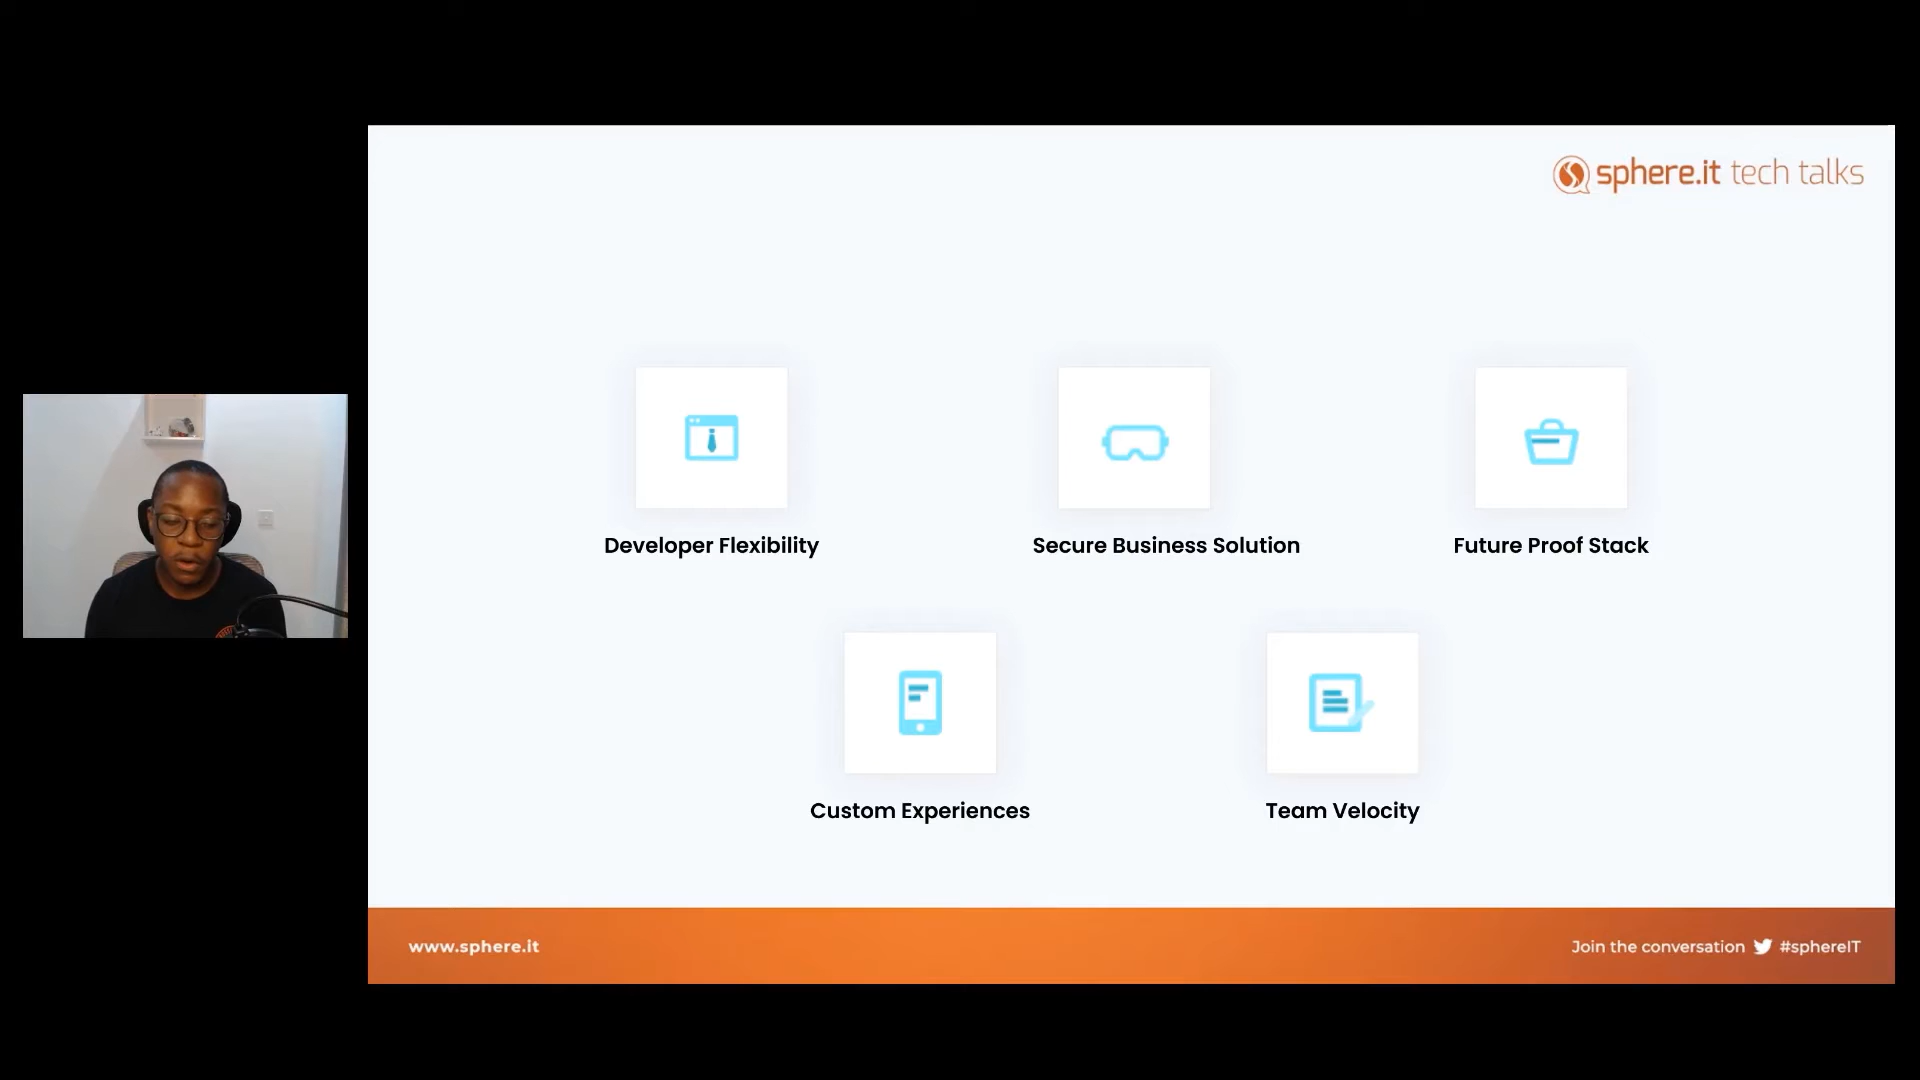 sphere.it tech talks
Developer Flexibility
Secure Business Solution
Future Proof Stack
Custom Experiences
Team Velocity
www.sphere.it
Join the conversation #sphereIT